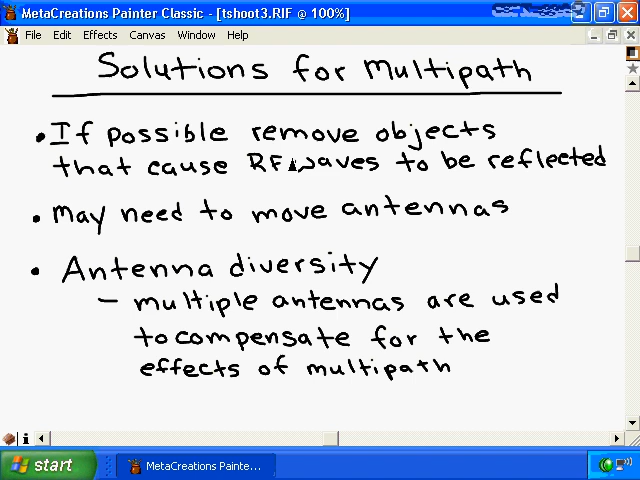 MetaCreations Painter Classic - [tshoot3.RIF @ 100%]
File Edit Effects Canvas Window Help
Solutions for Multipath
• If possible remove objects
that cause RF waves to be reflected
• may need to move antennas
• Antenna diversity
- multiple antennas are used
to compensate for the
effects of multipath
start MetaCreations Painte...